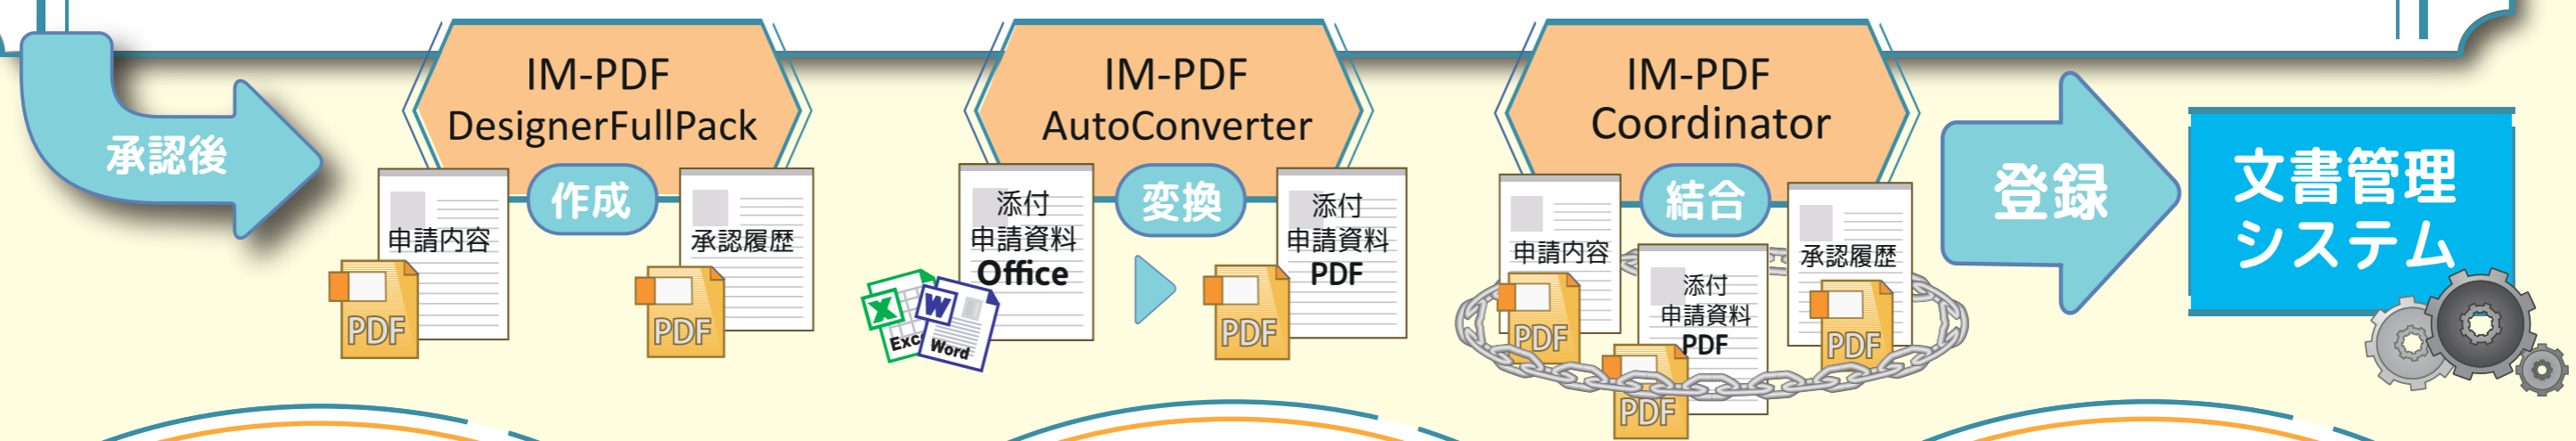 承認後
IM-PDF
DesignerFullPack
作成
申請内容
PDF
承認履歴
PDF
IM-PDF
AutoConverter
変換
添付
申請資料
Office
Exc
Word
添付
申請資料
PDF
PDF
IM-PDF
Coordinator
結合
申請内容
PDF
添付
申請資料
PDF
PDF
承認履歴
PDF
登録
文書管理
システム